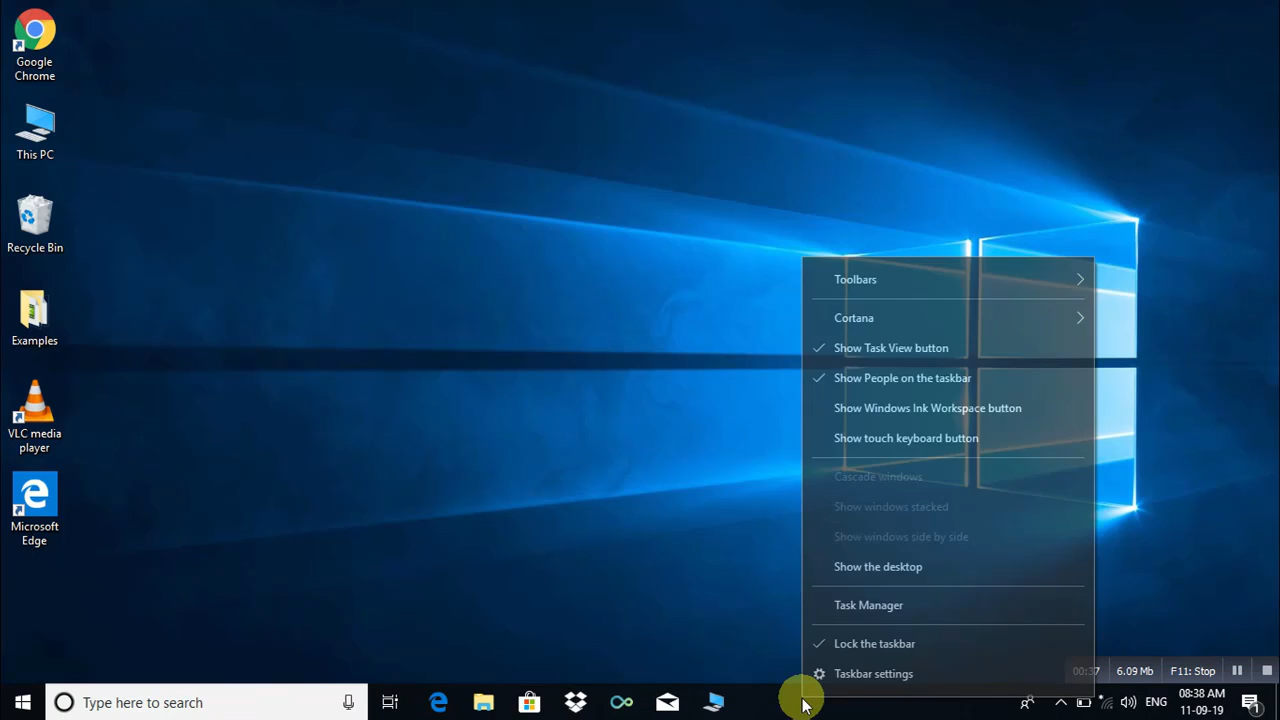 Google
Chrome
This PC
Recycle Bin
Examples
VLC media
player
Microsoft
Edge
Toolbars
Cortana
Show Task View button
Show People on the taskbar
Show Windows Ink Workspace button
Show touch keyboard button
Cascade windows
Show windows stacked
Show windows side by side
Show the desktop
Task Manager
Lock the taskbar
Taskbar settings
00:37 6.09 Mb F11: Stop
Type here to search
ENG
08:38 AM
11-09-19
1